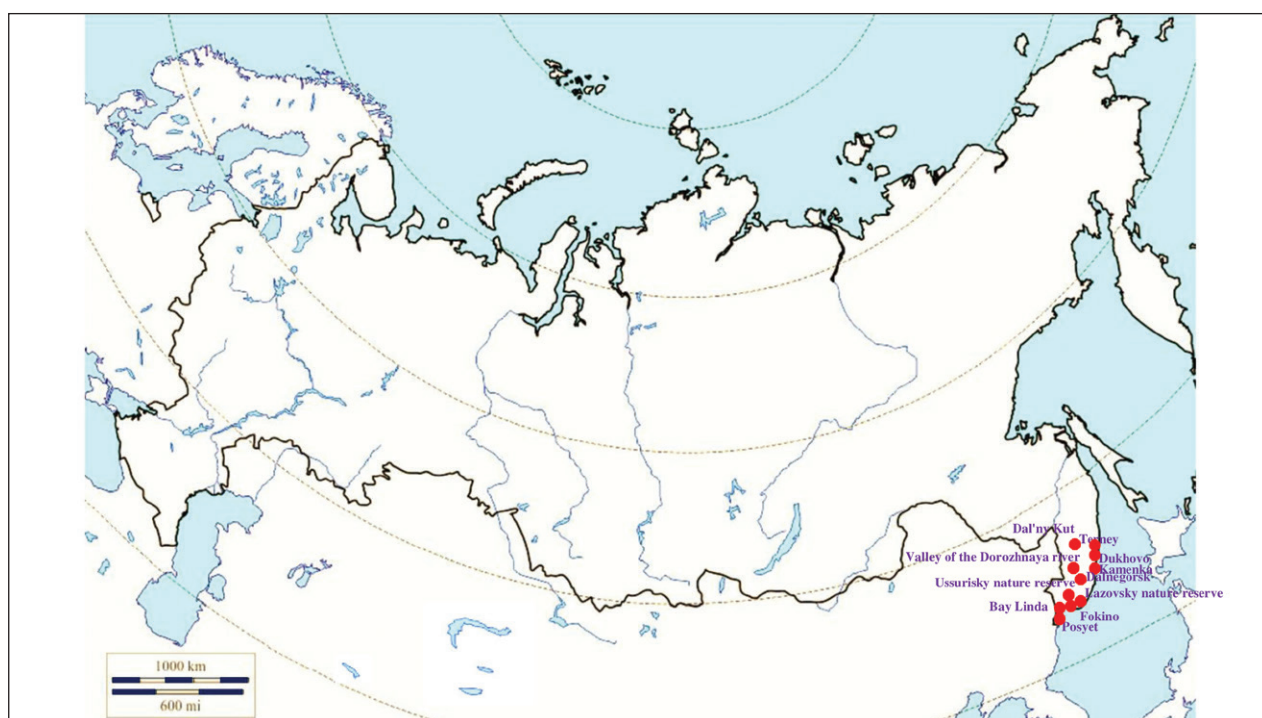 Dal'ny Kut
Terney
Dukhovo
Valley of the Dorozhnaya river
Kamenka
Dalnegorsk
Ussurisky nature reserve
Lazovsky nature reserve
Bay Linda
Fokino
Posyet
1000 km
600 mi